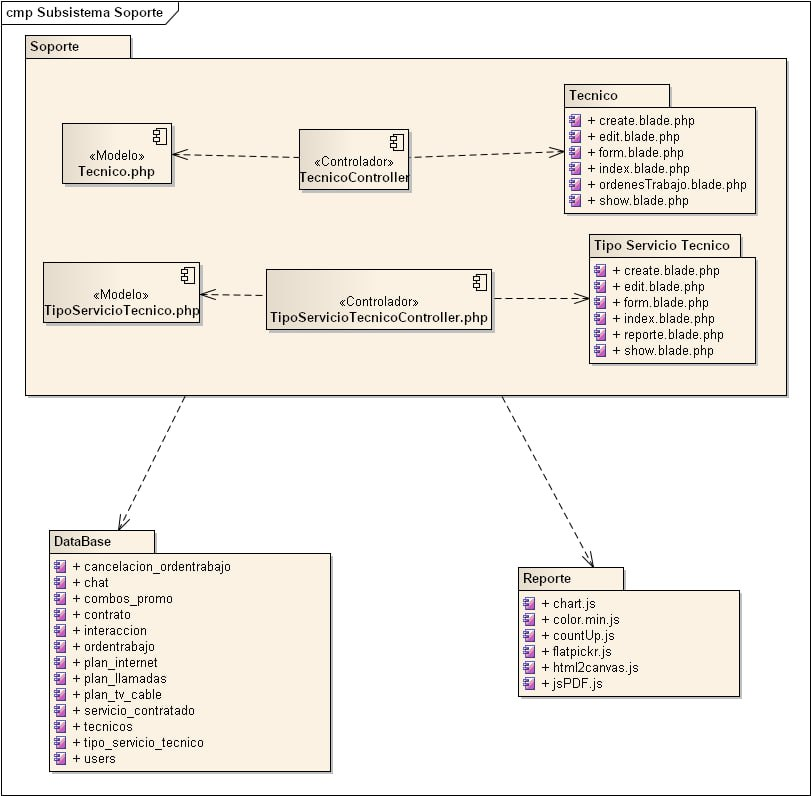 cmp Subsistema Soporte
Soporte
«Modelo»
Tecnico.php
«Controlador»
TecnicoController
Tecnico
+ create.blade.php
+ edit.blade.php
+ form.blade.php
+ index.blade.php
+ ordenesTrabajo.blade.php
+ show.blade.php
«Modelo»
TipoServicioTecnico.php
«Controlador»
TipoServicioTecnicoController.php
Tipo Servicio Tecnico
+ create.blade.php
+ edit.blade.php
+ form.blade.php
+ index.blade.php
+ reporte.blade.php
+ show.blade.php
DataBase
+ cancelacion_ordentrabajo
+ chat
+ combos_promo
+ contrato
+ interaccion
+ ordentrabajo
+ plan_internet
+ plan_llamadas
+ plan_tv_cable
+ servicio_contratado
+ tecnicos
+ tipo_servicio_tecnico
+ users
Reporte
+ chart.js
+ color.min.js
+ countUp.js
+ flatpickr.js
+ html2canvas.js
+ jsPDF.js